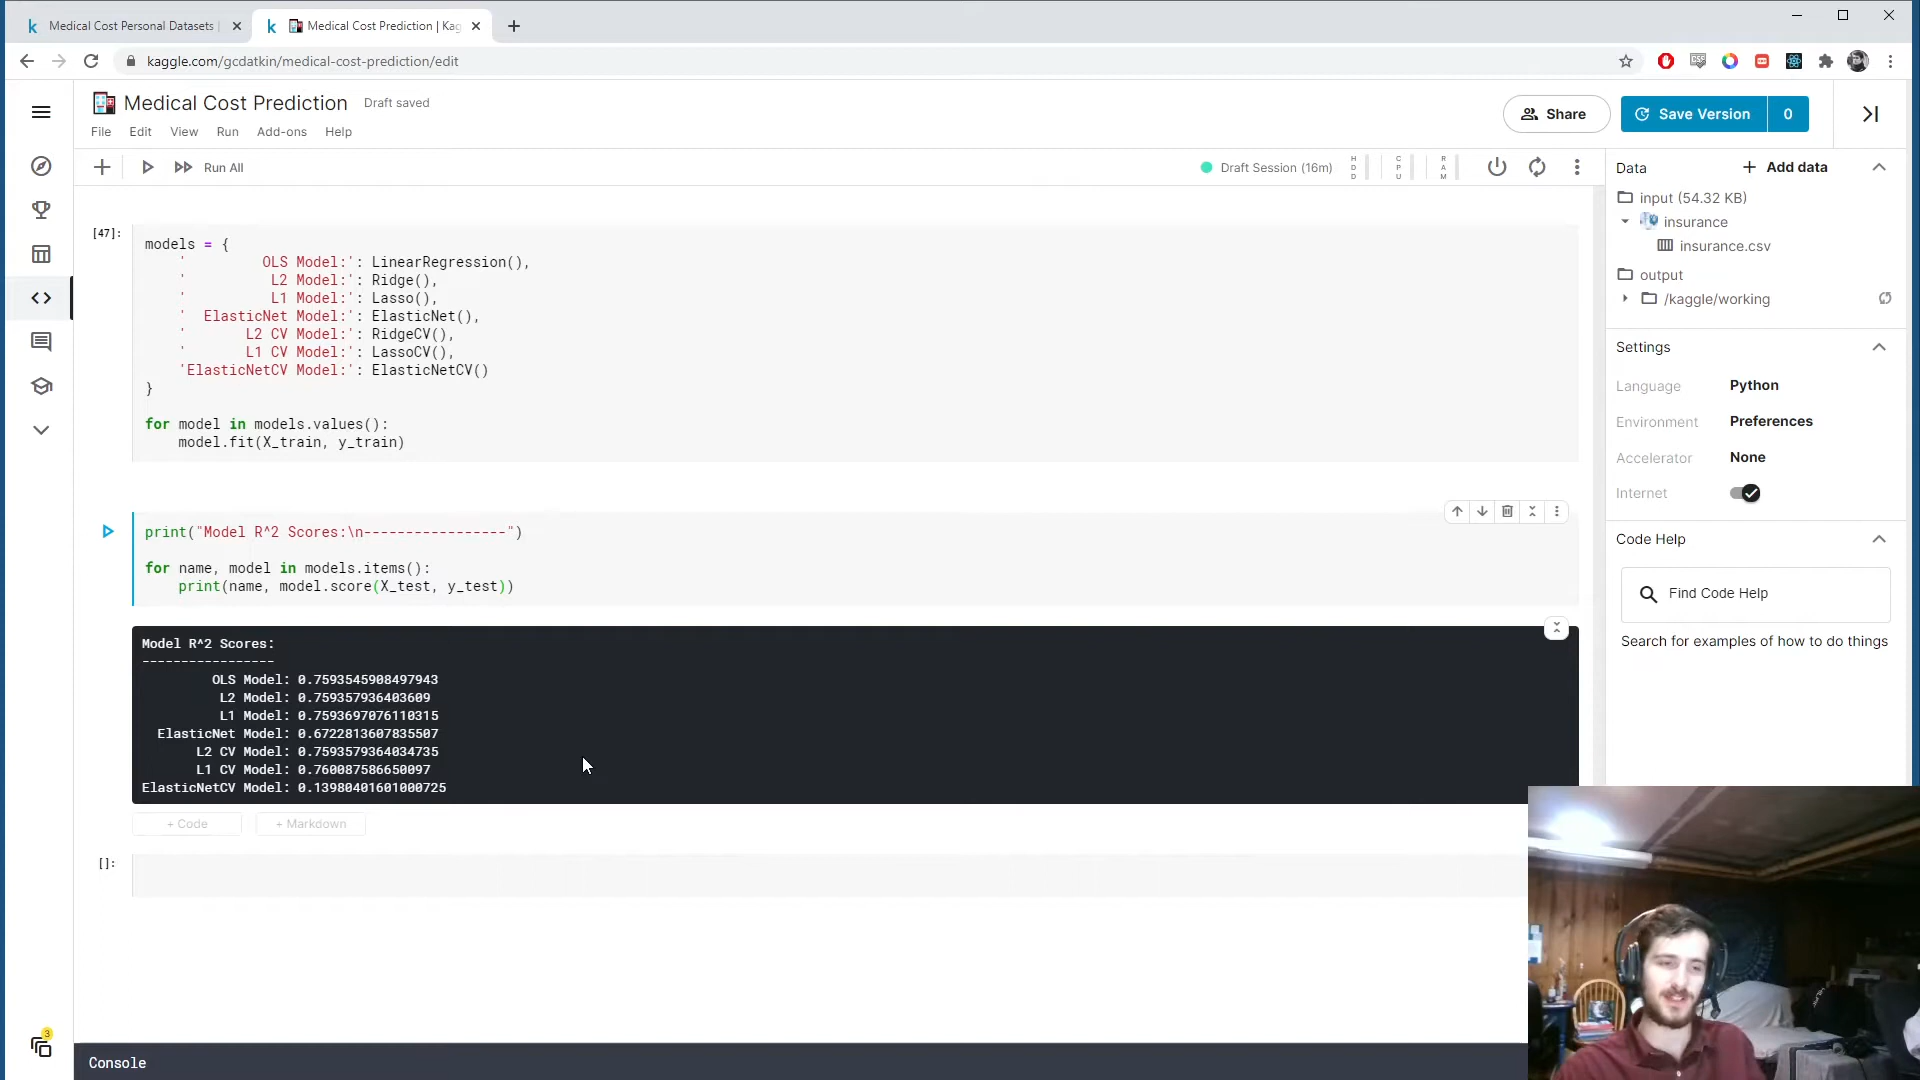 Medical Cost Personal Datasets |
Medical Cost Prediction | Kag
kaggle.com/gcdatkin/medical-cost-prediction/edit
Medical Cost Prediction
Draft saved
File Edit View Run Add-ons Help
Share
Save Version
0
Run All
Draft Session (16m)
HDD
CPU
RAM
[47]:
models = {
'          OLS Model:': LinearRegression(),
'           L2 Model:': Ridge(),
'           L1 Model:': Lasso(),
'   ElasticNet Model:': ElasticNet(),
'        L2 CV Model:': RidgeCV(),
'        L1 CV Model:': LassoCV(),
'ElasticNetCV Model:': ElasticNetCV()
}
for model in models.values():
model.fit(X_train, y_train)
print("Model R^2 Scores:\n-----------------")
for name, model in models.items():
print(name, model.score(X_test, y_test))
Model R^2 Scores:
-----------------
OLS Model: 0.7593545908497943
L2 Model: 0.759357936403609
L1 Model: 0.7593697076110315
ElasticNet Model: 0.6722813607835507
L2 CV Model: 0.7593579364034735
L1 CV Model: 0.760087586650097
ElasticNetCV Model: 0.13980401601000725
+ Code
+ Markdown
[]:
Console
3
Data
Add data
input (54.32 KB)
insurance
insurance.csv
output
/kaggle/working
Settings
Language Python
Environment Preferences
Accelerator None
Internet
Code Help
Find Code Help
Search for examples of how to do things